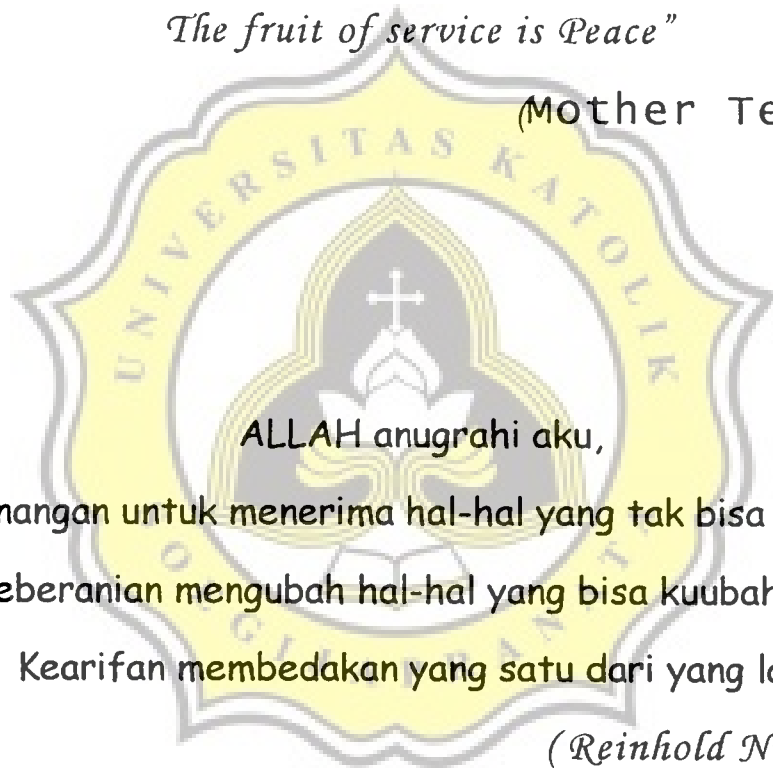 The fruit of service is Peace”
(Mother Te
UNIVERSITAS KATOLIK
ALLAH anugrahi aku,
nangan untuk menerima hal-hal yang tak bisa
eberanian mengubah hal-hal yang bisa kuubah
Kearifan membedakan yang satu dari yang la
(Reinhold N